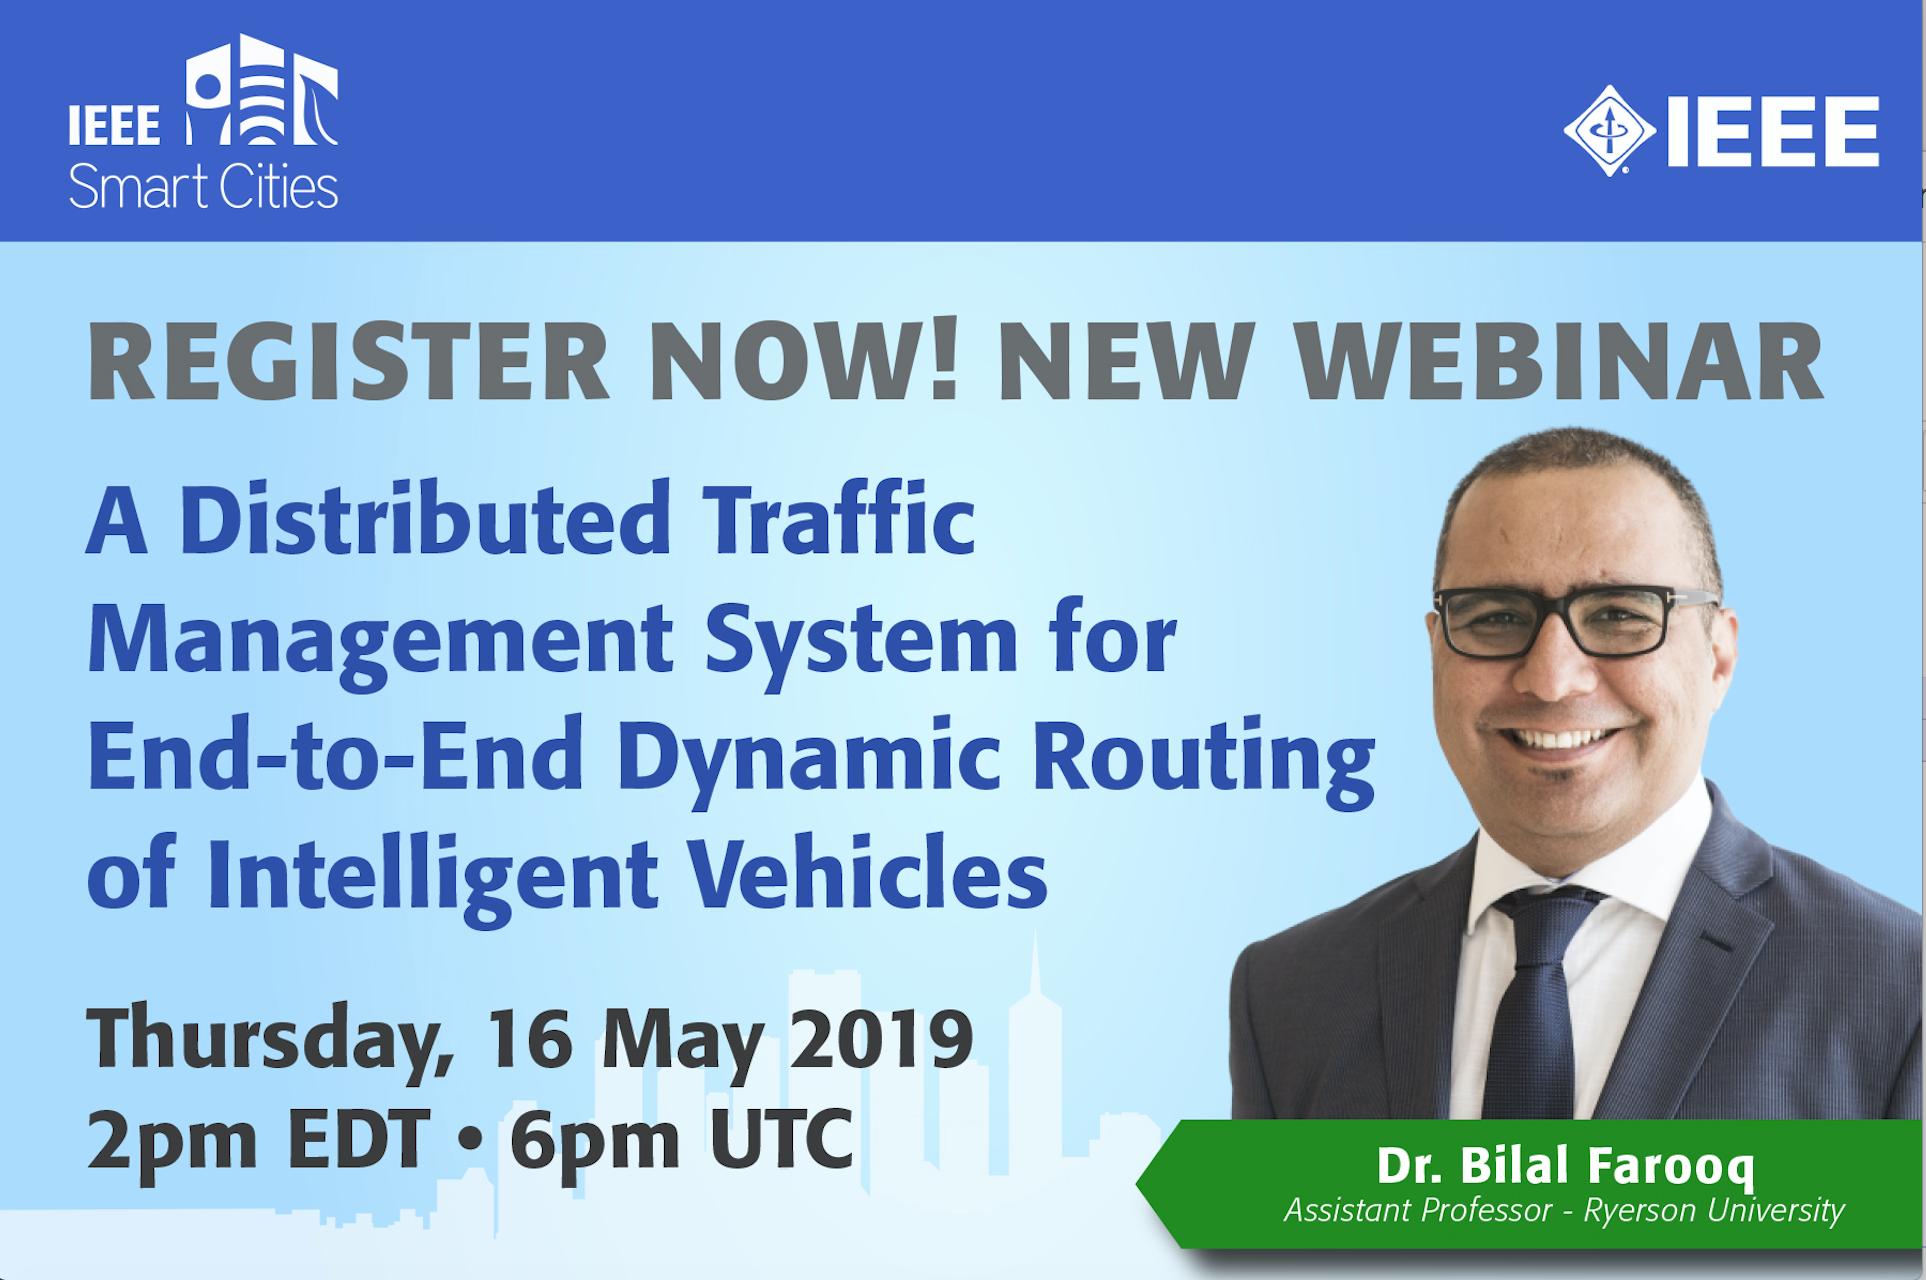 IEEE
Smart Cities
IEEE
REGISTER NOW! NEW WEBINAR
A Distributed Traffic
Management System for
End-to-End Dynamic Routing
of Intelligent Vehicles
Thursday, 16 May 2019
2pm EDT • 6pm UTC
Dr. Bilal Farooq
Assistant Professor - Ryerson University